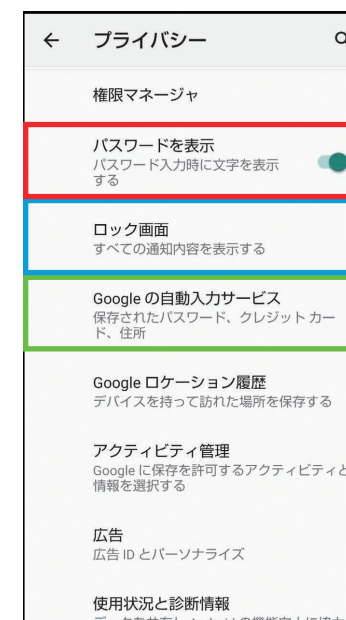 プライバシー
権限マネージャ
パスワードを表示
パスワード入力時に文字を表示
する
ロック画面
すべての通知内容を表示する
Google の自動入力サービス
保存されたパスワード、クレジット カー
ド、住所
Google ロケーション履歴
デバイスを持って訪れた場所を保存する
アクティビティ管理
Google に保存を許可するアクティビティと
情報を選択する
広告
広告 ID とパーソナライズ
使用状況と診断情報